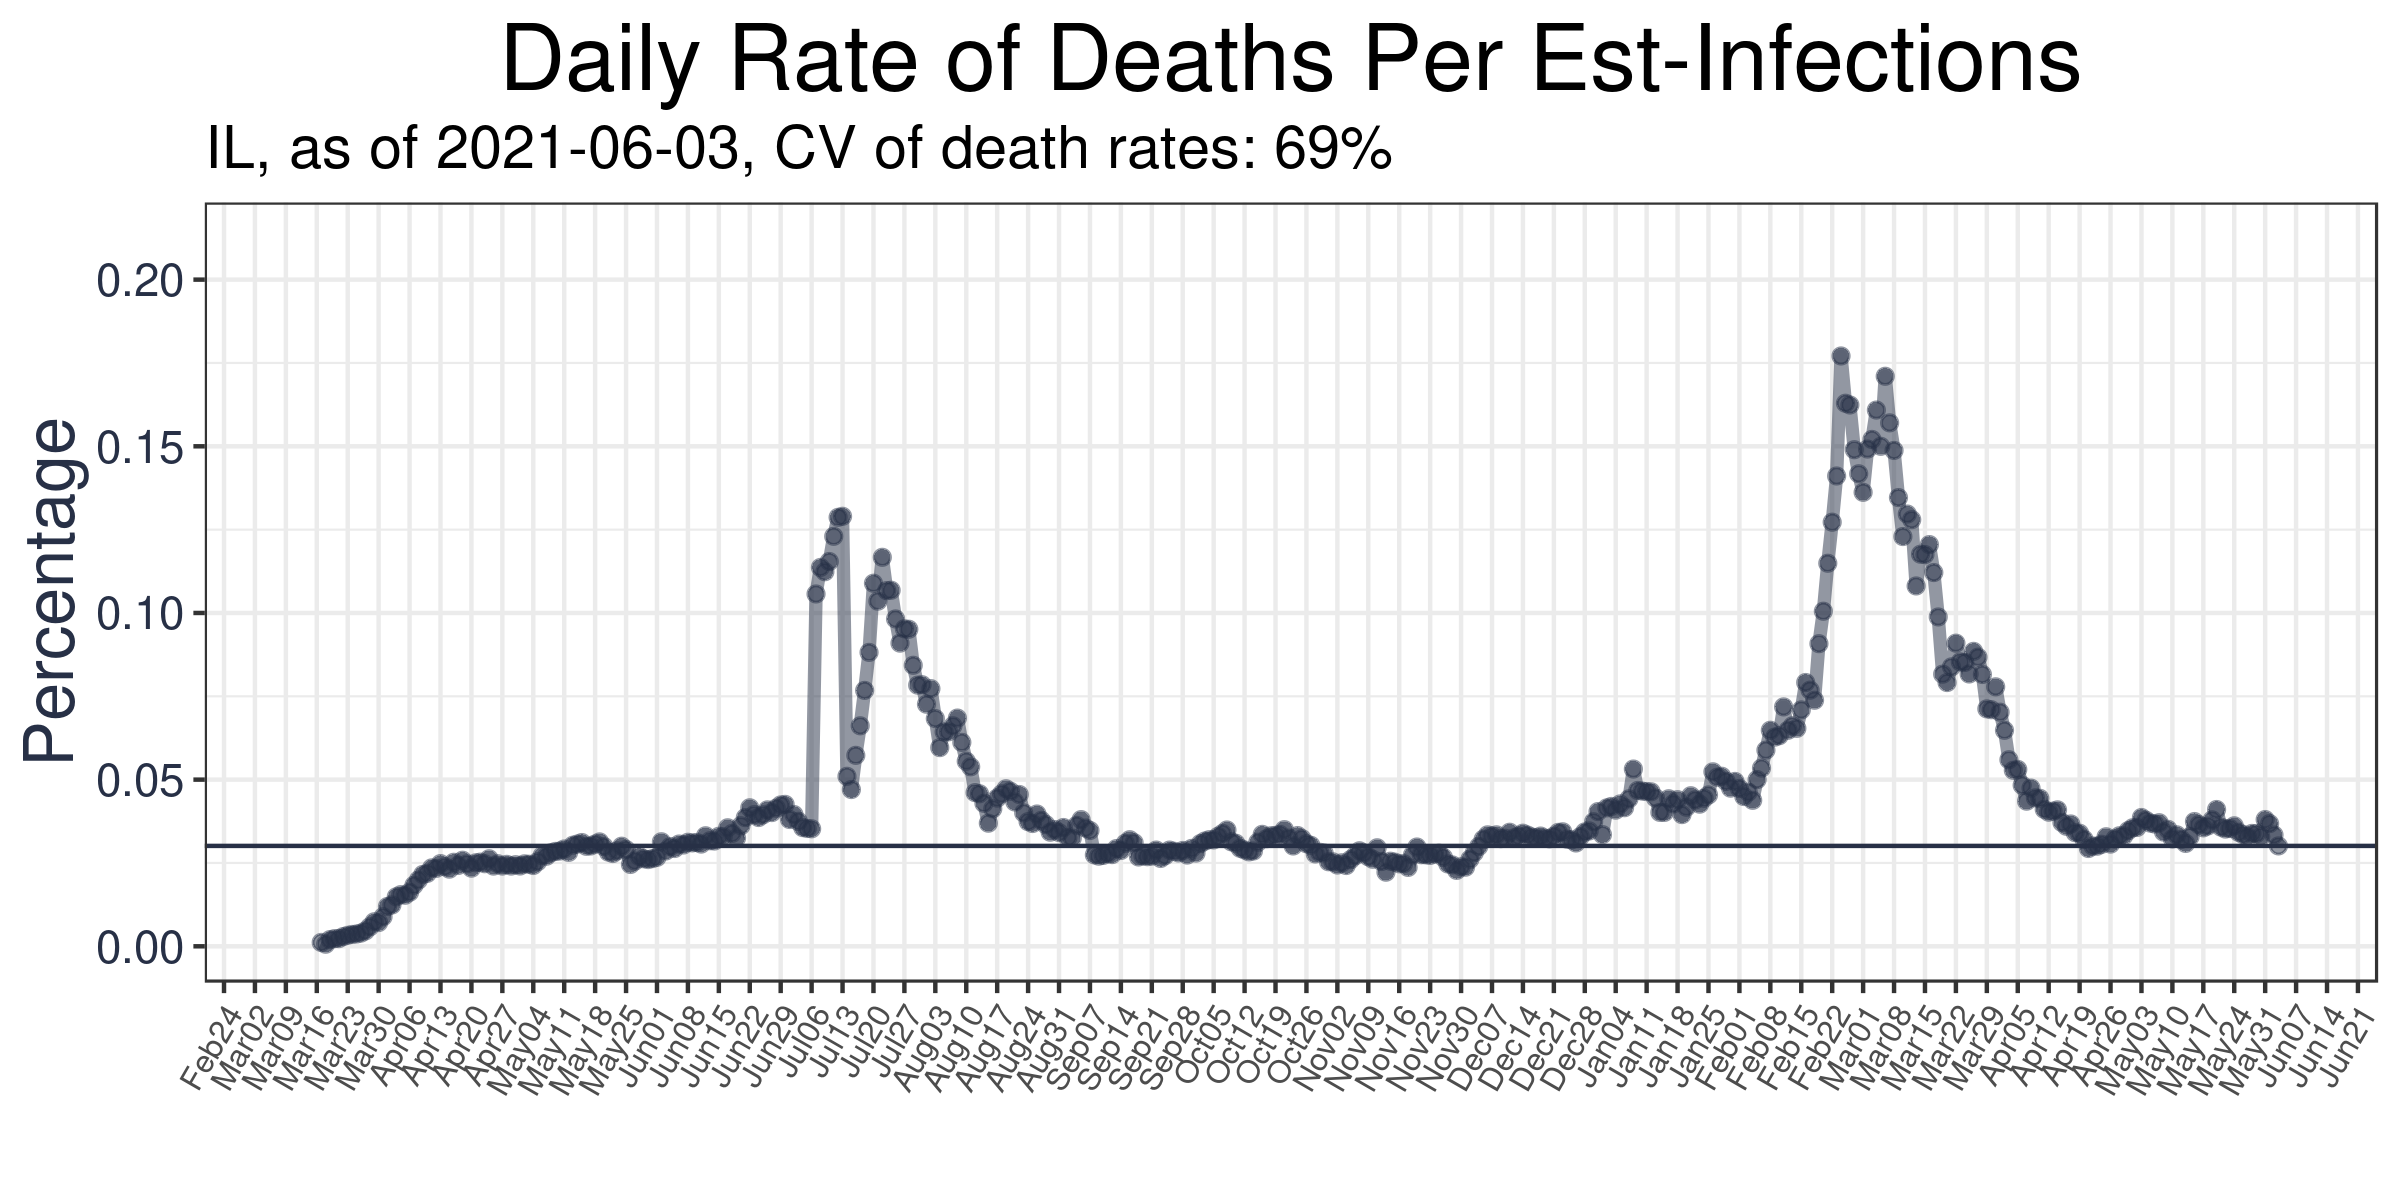 Daily Rate of Deaths Per Est-Infections
IL, as of 2021-06-03, CV of death rates: 69%
Percentage
0.20
0.15
0.10
0.05
0.00
Feb24
Mar02
Mar09
Mar16
Mar23
Mar30
Apr06
Apr13
Apr20
Apr27
May04
May11
May18
May25
Jun01
Jun08
Jun15
Jun22
Jun29
Jul06
Jul13
Jul20
Jul27
Aug03
Aug10
Aug17
Aug24
Aug31
Sep07
Sep14
Sep21
Sep28
Oct05
Oct12
Oct19
Oct26
Nov02
Nov09
Nov16
Nov23
Nov30
Dec07
Dec14
Dec21
Dec28
Jan04
Jan11
Jan18
Jan25
Feb01
Feb08
Feb15
Feb22
Mar01
Mar08
Mar15
Mar22
Mar29
Apr05
Apr12
Apr19
Apr26
May03
May10
May17
May24
May31
Jun07
Jun14
Jun21